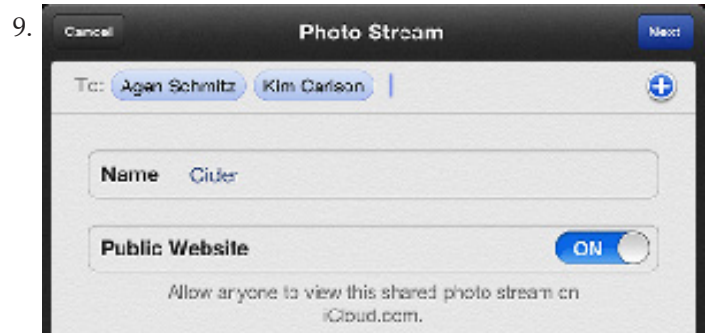 9.
Cancel Photo Stream Next
To: Agen Schmitz Kim Carlson
Name Cider
Public Website ON
Allow anyone to view this shared photo stream on
iCloud.com.